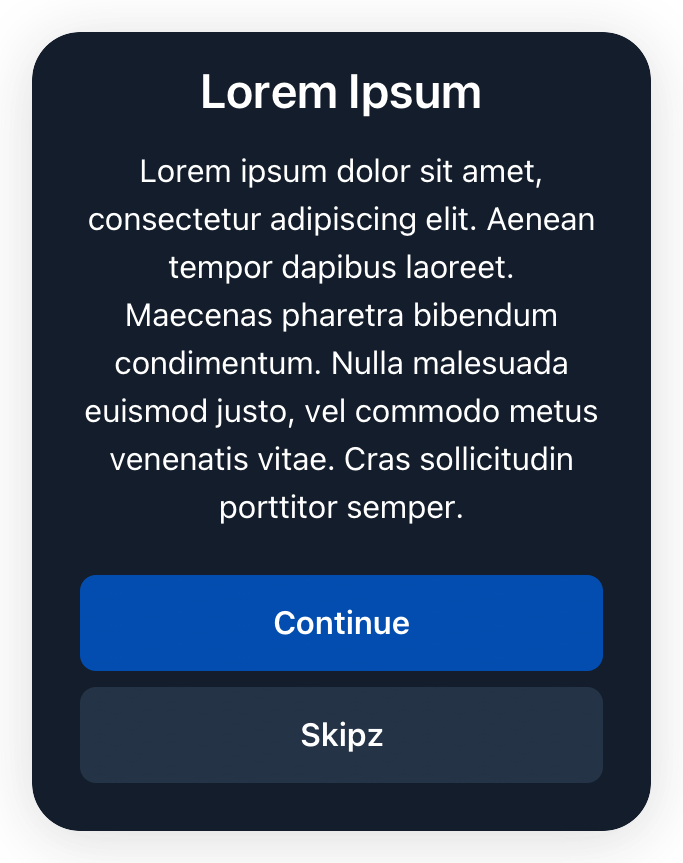 Lorem Ipsum
Lorem ipsum dolor sit amet,
consectetur adipiscing elit. Aenean
tempor dapibus laoreet.
Maecenas pharetra bibendum
condimentum. Nulla malesuada
euismod justo, vel commodo metus
venenatis vitae. Cras sollicitudin
porttitor semper.
Continue
Skipz